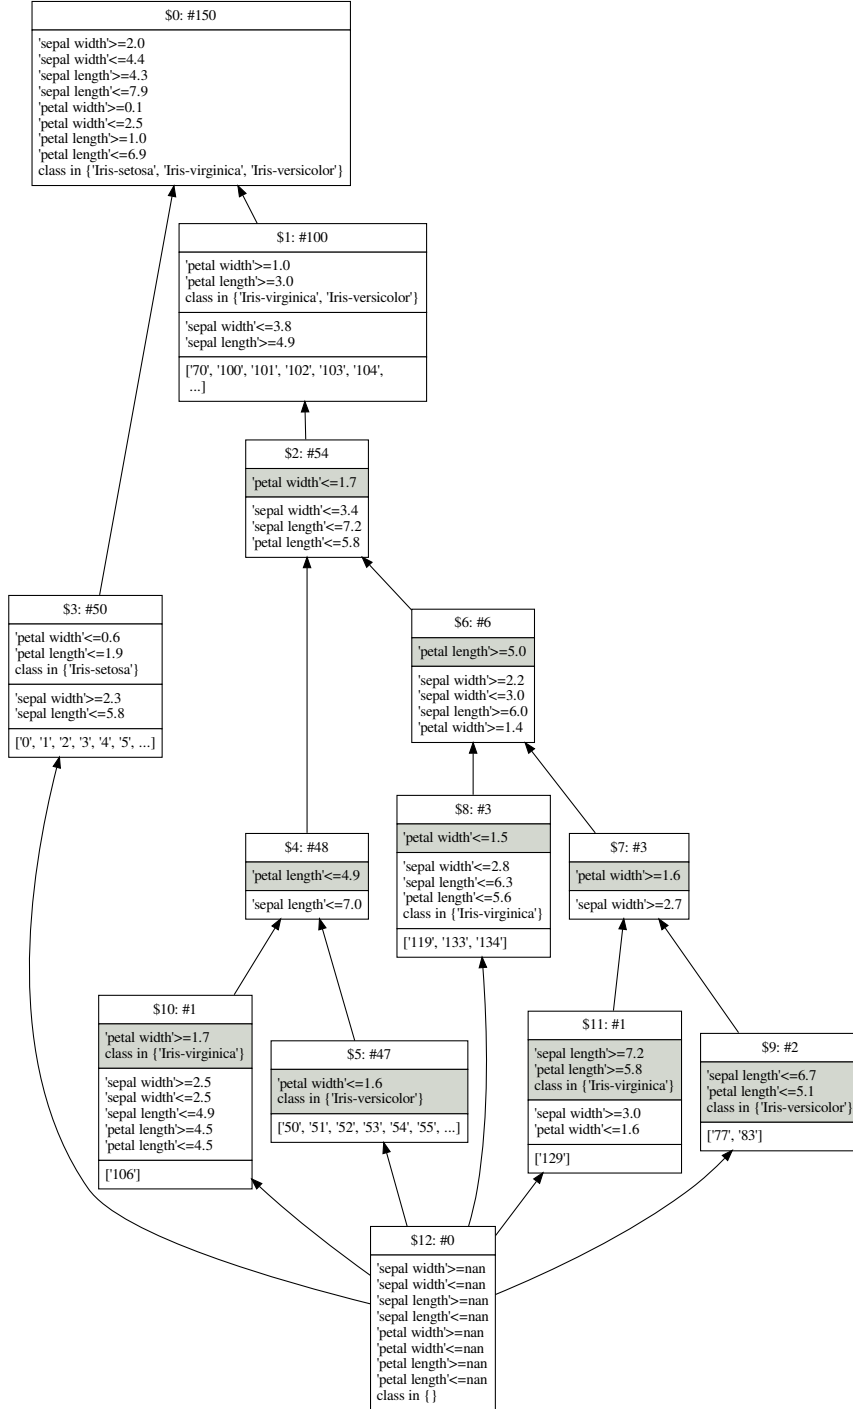 $0: #150
'sepal width'>=2.0
'sepal width'<=4.4
'sepal length'>=4.3
'sepal length'<=7.9
'petal width'>=0.1
'petal width'<=2.5
'petal length'>=1.0
'petal length'<=6.9
class in {'Iris-setosa', 'Iris-virginica', 'Iris-versicolor'}
$1: #100
'petal width'>=1.0
'petal length'>=3.0
class in {'Iris-virginica', 'Iris-versicolor'}
'sepal width'<=3.8
'sepal length'>=4.9
['70', '100', '101', '102', '103', '104',
...]
$2: #54
'petal width'<=1.7
'sepal width'<=3.4
'sepal length'<=7.2
'petal length'<=5.8
$3: #50
'petal width'<=0.6
'petal length'<=1.9
class in {'Iris-setosa'}
'sepal width'>=2.3
'sepal length'<=5.8
['0', '1', '2', '3', '4', '5', ...]
$6: #6
'petal length'>=5.0
'sepal width'>=2.2
'sepal width'<=3.0
'sepal length'>=6.0
'petal width'>=1.4
$4: #48
'petal length'<=4.9
'sepal length'<=7.0
$8: #3
'petal width'<=1.5
'sepal width'<=2.8
'sepal length'<=6.3
'petal length'<=5.6
class in {'Iris-virginica'}
['119', '133', '134']
$7: #3
'petal width'>=1.6
'sepal width'>=2.7
$10: #1
'petal width'>=1.7
class in {'Iris-virginica'}
'sepal width'>=2.5
'sepal width'<=2.5
'sepal length'<=4.9
'petal length'>=4.5
'petal length'<=4.5
['106']
$5: #47
'petal width'<=1.6
class in {'Iris-versicolor'}
['50', '51', '52', '53', '54', '55', ...]
$11: #1
'sepal length'>=7.2
'petal length'>=5.8
class in {'Iris-virginica'}
'sepal width'>=3.0
'petal width'<=1.6
['129']
$9: #2
'sepal length'<=6.7
'petal length'<=5.1
class in {'Iris-versicolor'}
['77', '83']
$12: #0
'sepal width'>=nan
'sepal width'<=nan
'sepal length'>=nan
'sepal length'<=nan
'petal width'>=nan
'petal width'<=nan
'petal length'>=nan
'petal length'<=nan
class in {}